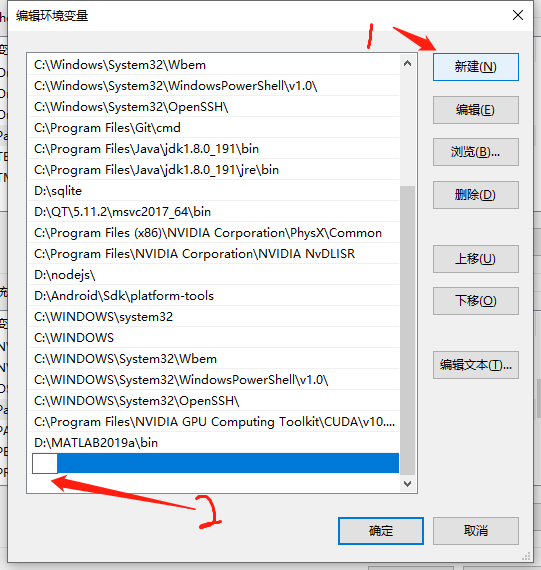 编辑环境变量
1
C:\Windows\System32\Wbem
C:\Windows\System32\WindowsPowerShell\v1.0\
C:\Windows\System32\OpenSSH\
C:\Program Files\Git\cmd
C:\Program Files\Java\jdk1.8.0_191\bin
C:\Program Files\Java\jdk1.8.0_191\jre\bin
D:\sqlite
D:\QT\5.11.2\msvc2017_64\bin
C:\Program Files (x86)\NVIDIA Corporation\PhysX\Common
C:\Program Files\NVIDIA Corporation\NVIDIA NvDLISR
D:\nodejs\
D:\Android\Sdk\platform-tools
C:\WINDOWS\system32
C:\WINDOWS
C:\WINDOWS\System32\Wbem
C:\WINDOWS\System32\WindowsPowerShell\v1.0\
C:\WINDOWS\System32\OpenSSH\
C:\Program Files\NVIDIA GPU Computing Toolkit\CUDA\v10....
D:\MATLAB2019a\bin
新建(N)
编辑(E)
浏览(B)...
删除(D)
上移(U)
下移(O)
编辑文本(T)...
2
确定
取消